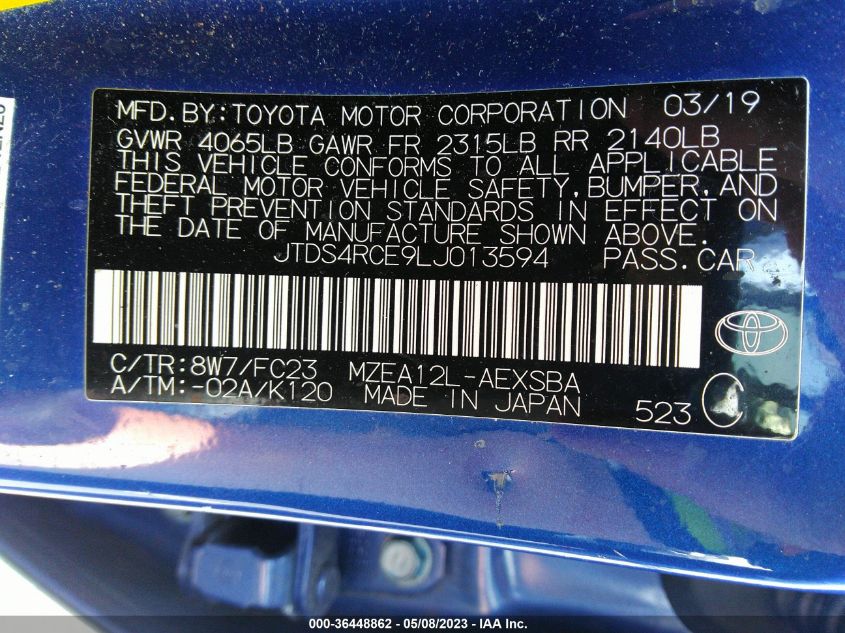 MFD.BY:TOYOTA MOTOR CORPORATION 03/19
GVWR 4065LB GAWR FR 2315LB RR 2140LB
THIS VEHICLE CONFORMS TO ALL APPLICABLE
FEDERAL MOTOR VEHICLE SAFETY,BUMPER,AND
THEFT PREVENTION STANDARDS IN EFFECT ON
THE DATE OF MANUFACTURE SHOWN ABOVE.
JTDS4RCE9LJ013594 PASS.CAR
C/TR:8W7/FC23 MZEA12L-AEXSBA
A/TM:-02A/K120 MADE IN JAPAN 523
000-36448862 - 05/08/2023 - IAA Inc.